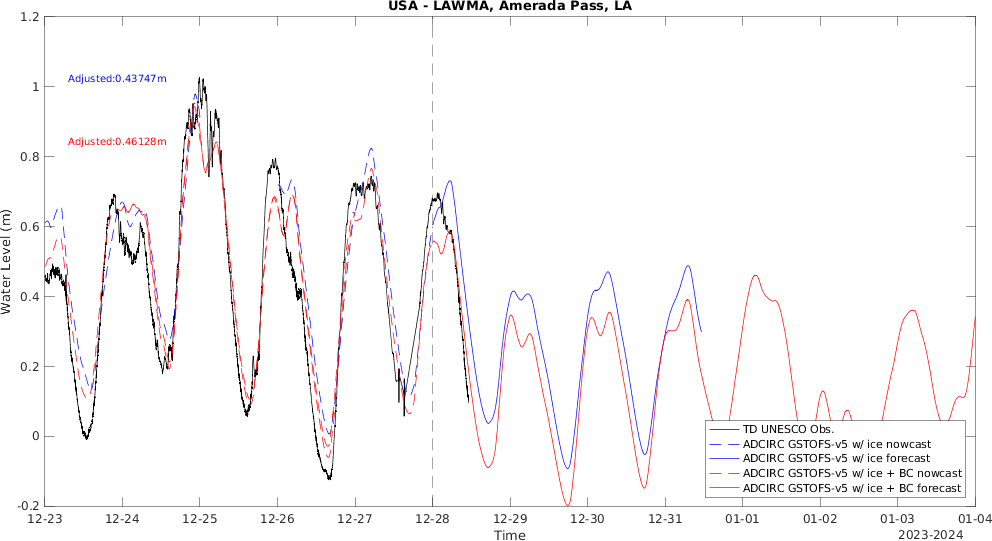 USA - LAWMA, Amerada Pass, LA
1.2
1
0.8
0.6
0.4
0.2
0
-0.2
Water Level (m)
Adjusted:0.43747m
Adjusted:0.46128m
TD UNESCO Obs.
ADCIRC GSTOFS-v5 w/ ice nowcast
ADCIRC GSTOFS-v5 w/ ice forecast
ADCIRC GSTOFS-v5 w/ ice + BC nowcast
ADCIRC GSTOFS-v5 w/ ice + BC forecast
12-23 12-24 12-25 12-26 12-27 12-28 12-29 12-30 12-31 01-01 01-02 01-03 01-04
Time
2023-2024